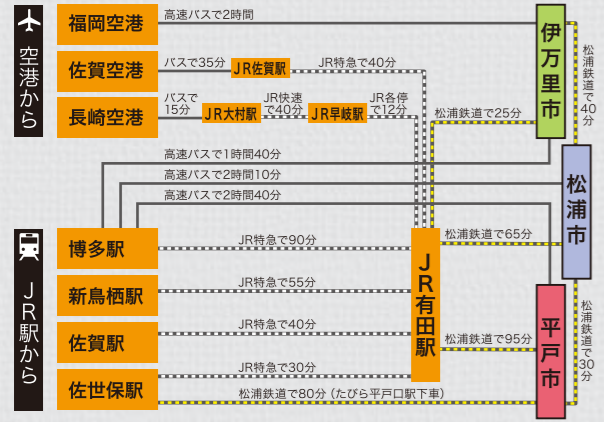 空港から
福岡空港
高速バスで2時間
佐賀空港
バスで35分
JR佐賀駅
JR特急で40分
長崎空港
バスで
15分
JR大村駅
JR快速
で40分
JR早岐駅
JR各停
で12分
松浦鉄道で25分
伊万里市
松浦鉄道で40分
高速バスで1時間40分
高速バスで2時間10分
高速バスで2時間40分
松浦市
JR駅から
博多駅
JR特急で90分
JR有田駅
松浦鉄道で65分
新鳥栖駅
JR特急で55分
佐賀駅
JR特急で40分
松浦鉄道で95分
平戸市
松浦鉄道で30分
佐世保駅
JR特急で30分
松浦鉄道で80分(たびら平戸口駅下車)